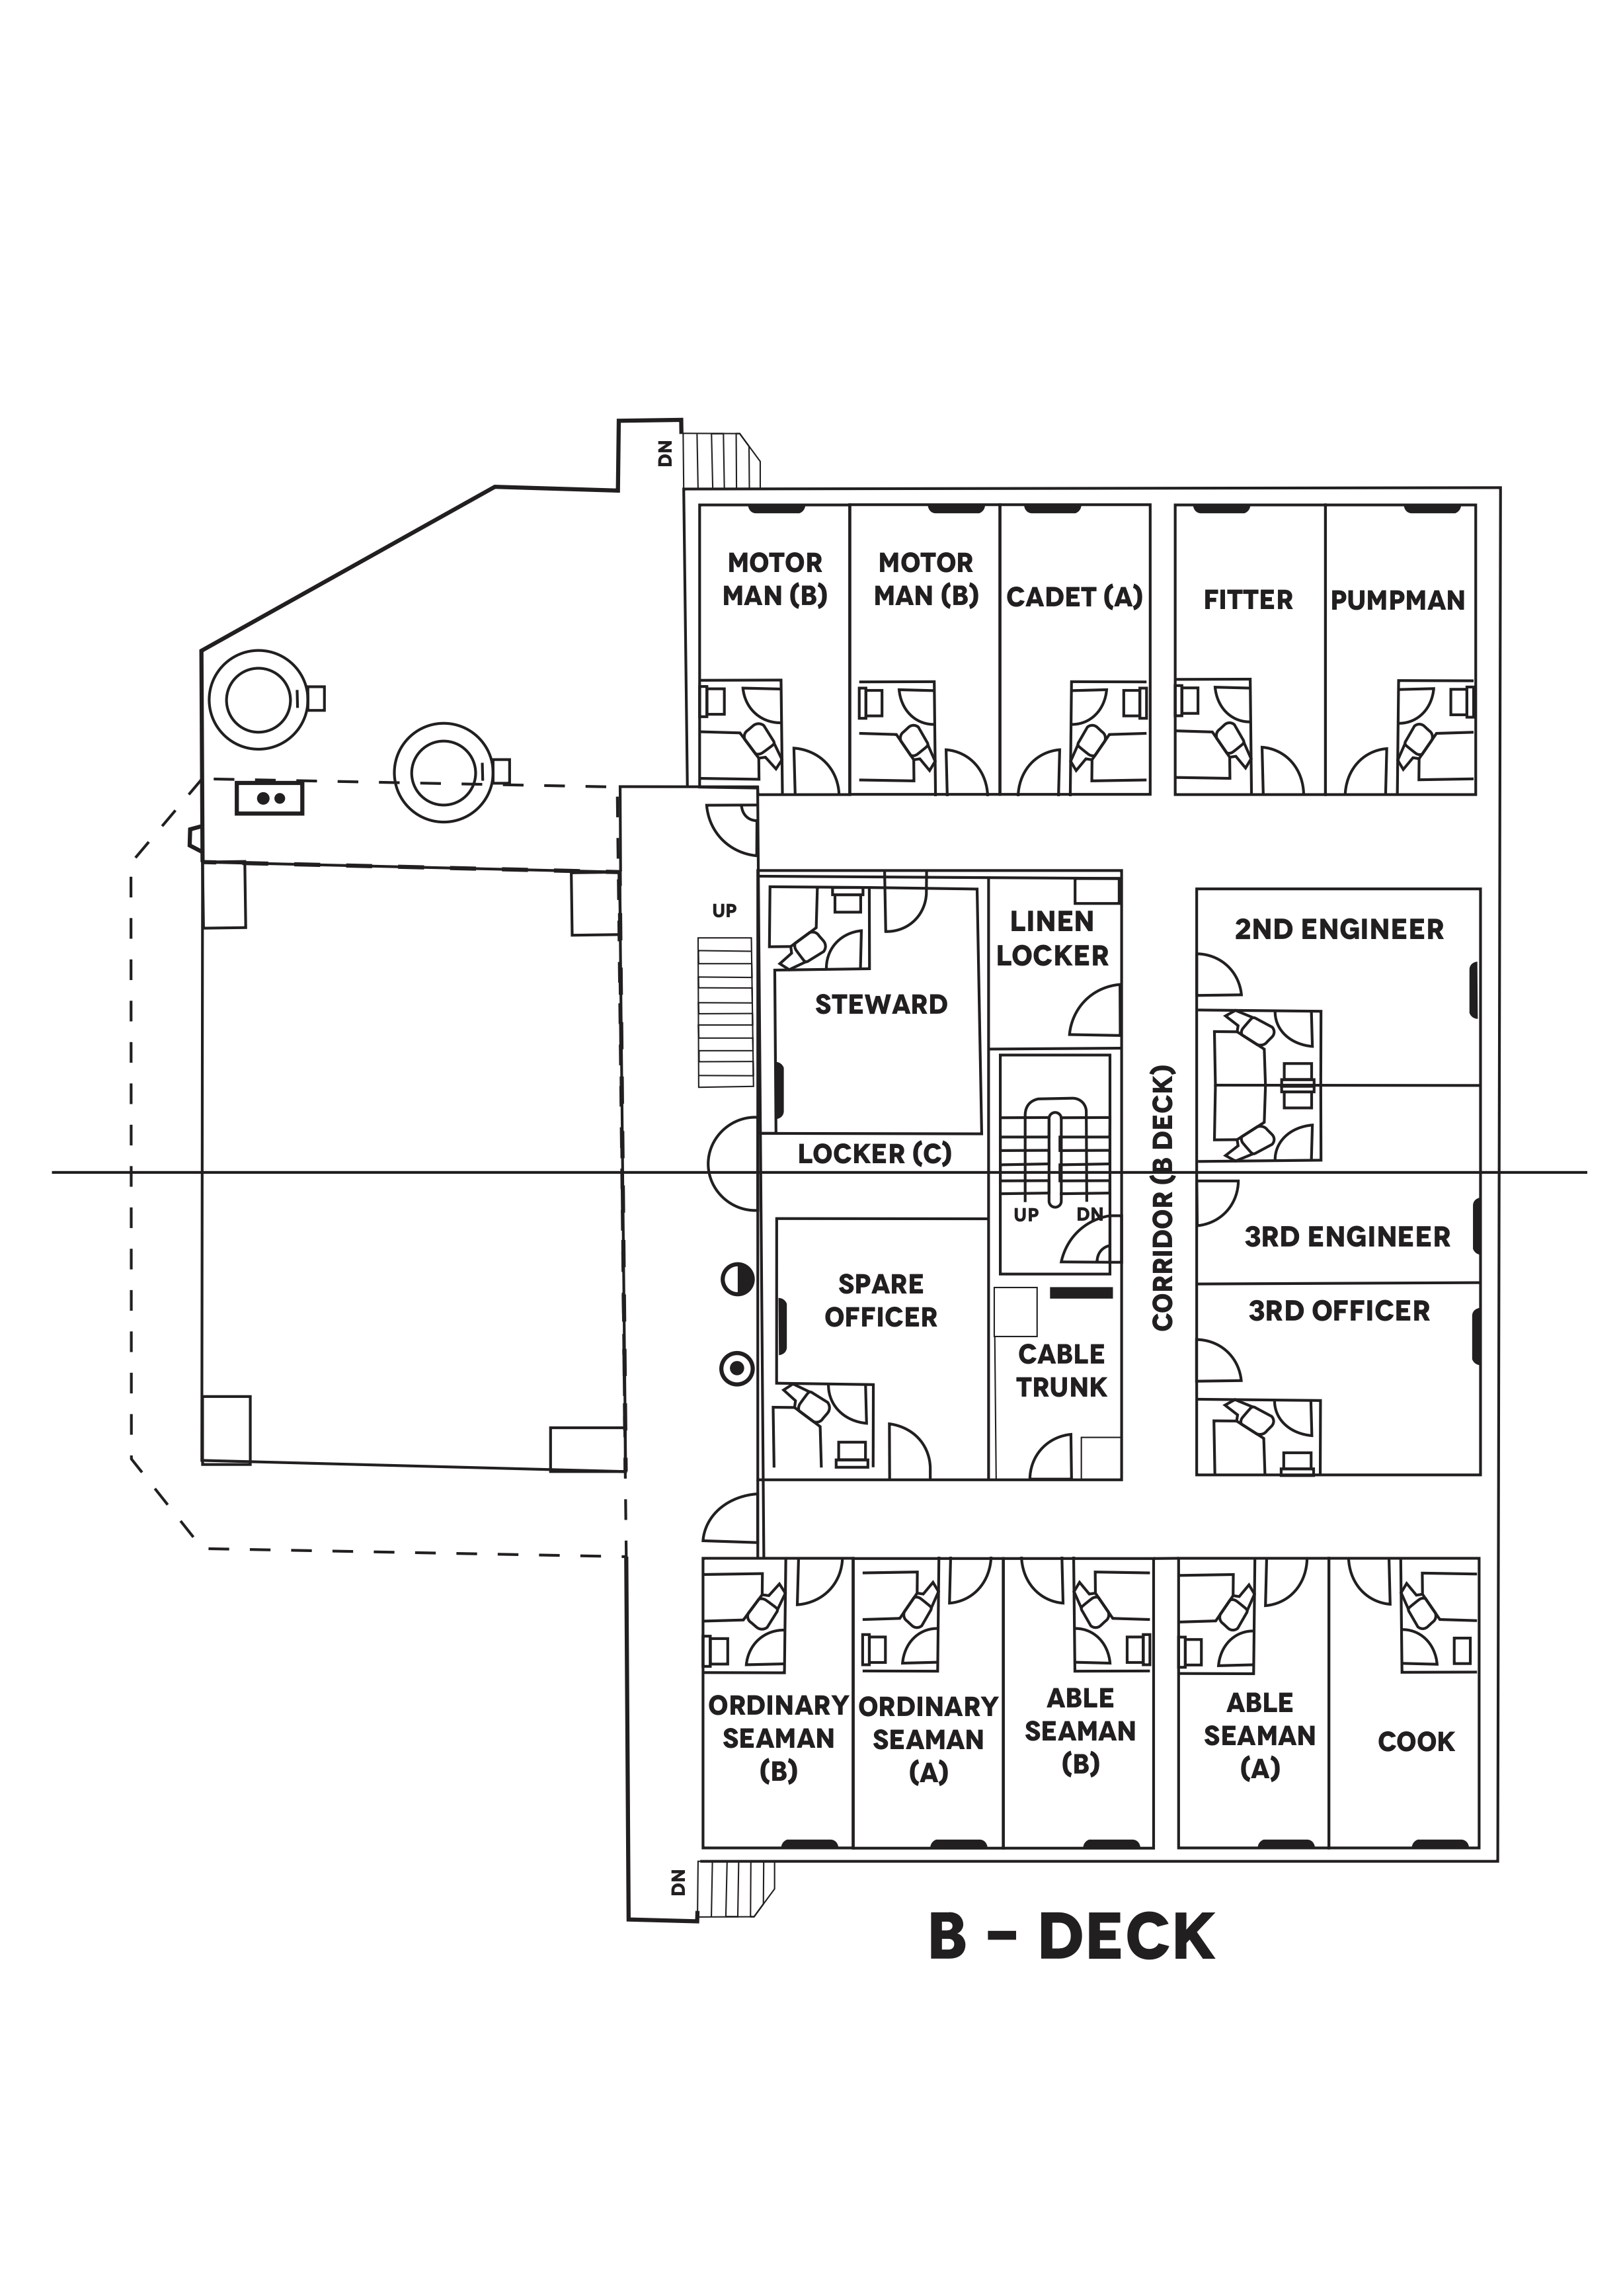 DN
MOTOR
MAN (B)
MOTOR
MAN (B)
CADET (A)
FITTER
PUMPMAN
UP
STEWARD
LINEN
LOCKER
2ND ENGINEER
LOCKER (C)
UP
DN
CORRIDOR (B DECK)
3RD ENGINEER
SPARE
OFFICER
3RD OFFICER
CABLE
TRUNK
ORDINARY
SEAMAN
(B)
ORDINARY
SEAMAN
(A)
ABLE
SEAMAN
(B)
ABLE
SEAMAN
(A)
COOK
DN
B - DECK